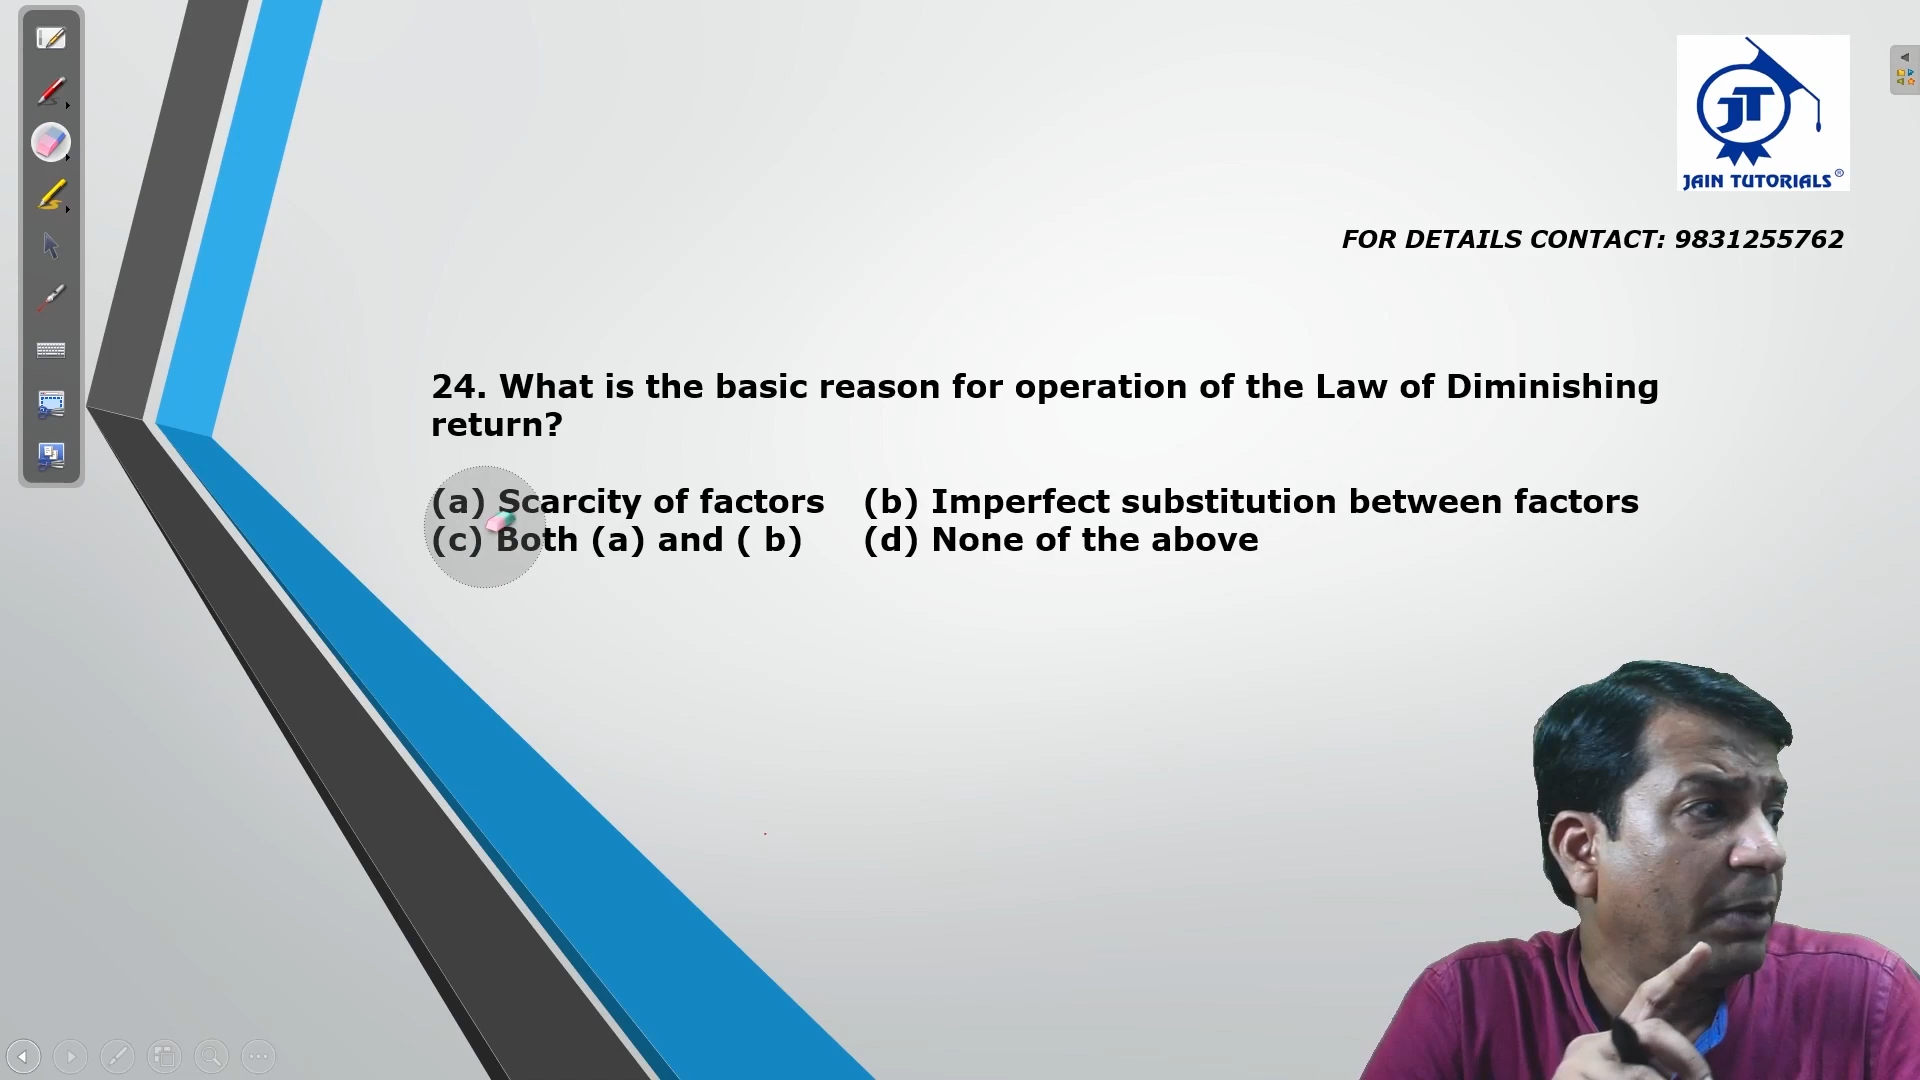 JT
JAIN TUTORIALS®
FOR DETAILS CONTACT: 9831255762
24. What is the basic reason for operation of the Law of Diminishing
return?
(a) Scarcity of factors (b) Imperfect substitution between factors
(c) Both (a) and ( b) (d) None of the above